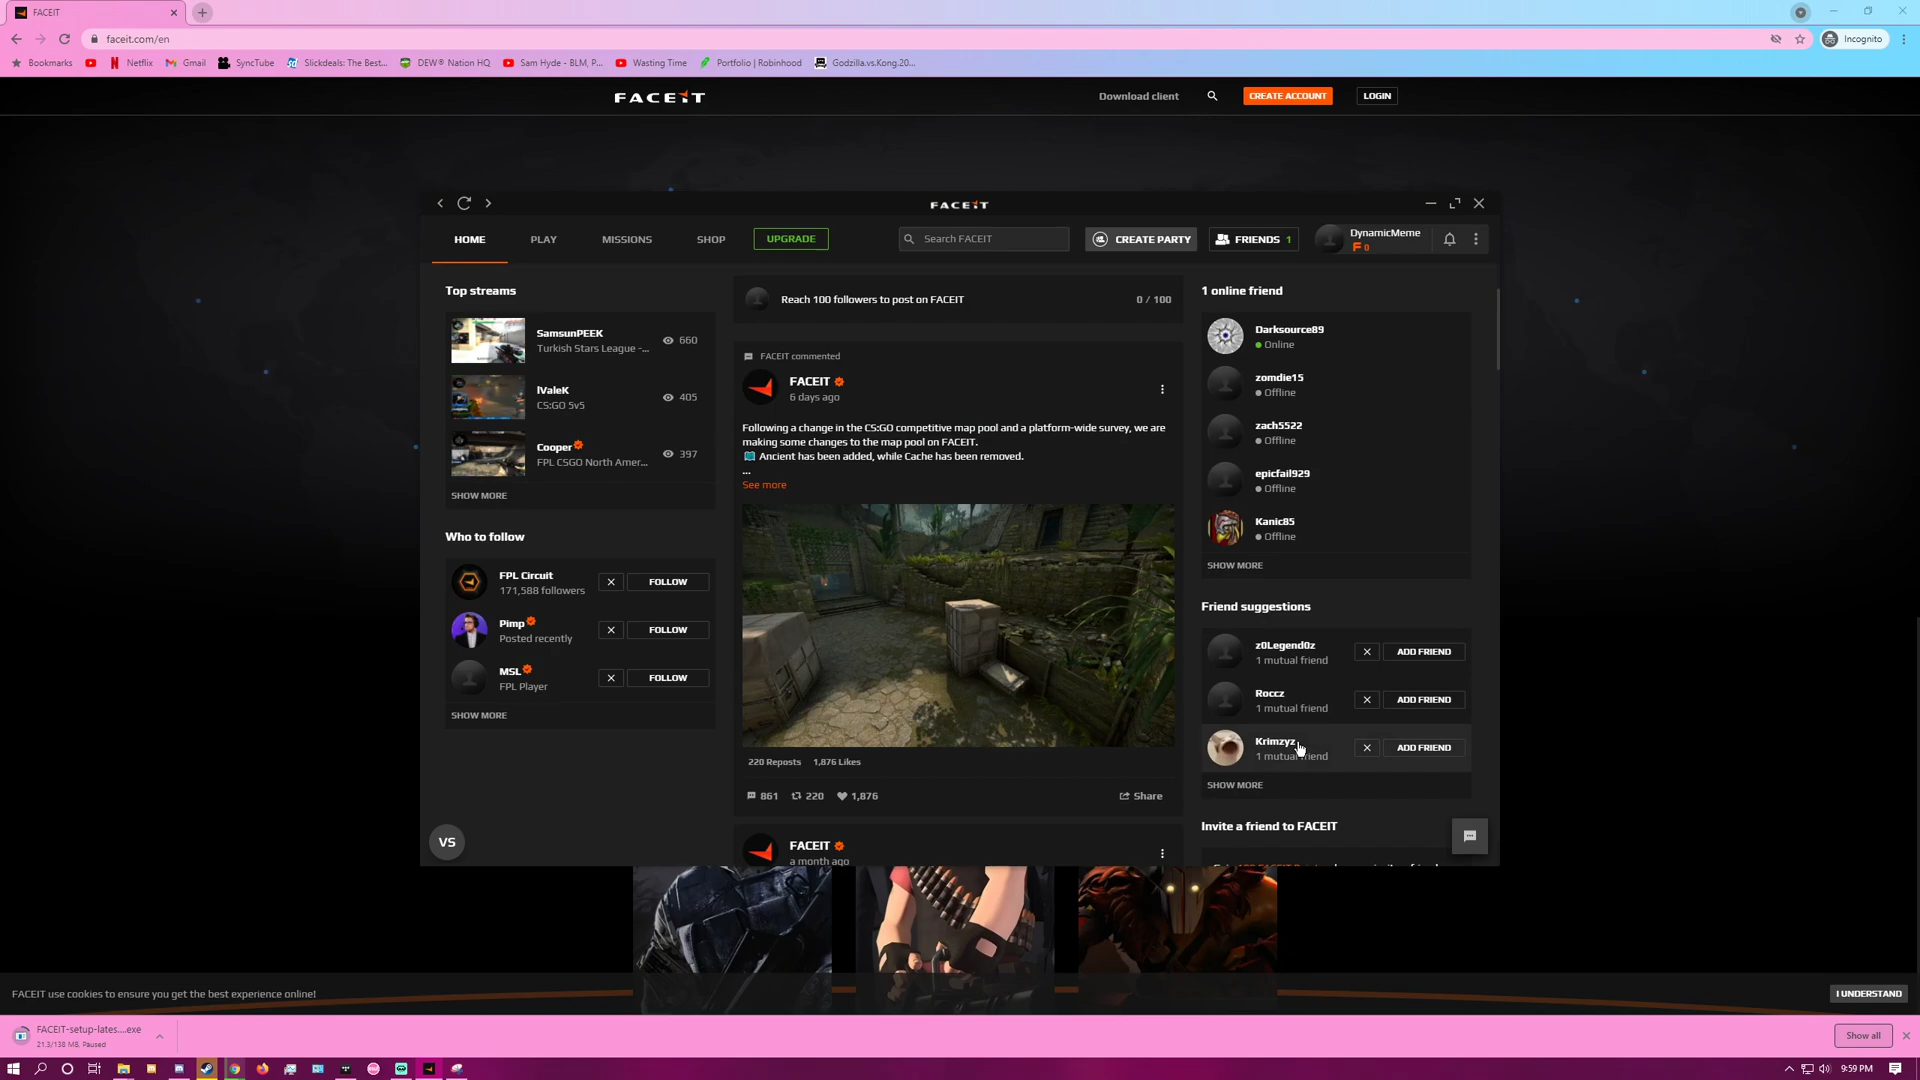 FACEIT
faceit.com/en
Incognito
Bookmarks
Netflix
Gmail
SyncTube
Slickdeals: The Best...
DEW® Nation HQ
Sam Hyde - BLM, P...
Wasting Time
Portfolio | Robinhood
Godzilla.vs.Kong.20...
FACEIT
Download client
CREATE ACCOUNT
LOGIN
FACEIT
HOME
PLAY
MISSIONS
SHOP
UPGRADE
Search FACEIT
CREATE PARTY
FRIENDS 1
DynamicMeme
0
Top streams
SamsunPEEK
Turkish Stars League -...
660
lValeK
CS:GO 5v5
405
Cooper
FPL CSGO North Amer...
397
SHOW MORE
Who to follow
FPL Circuit
171,588 followers
FOLLOW
Pimp
Posted recently
FOLLOW
MSL
FPL Player
FOLLOW
SHOW MORE
VS
Reach 100 followers to post on FACEIT
0 / 100
FACEIT commented
FACEIT
6 days ago
Following a change in the CS:GO competitive map pool and a platform-wide survey, we are
making some changes to the map pool on FACEIT.
Ancient has been added, while Cache has been removed.
...
See more
220 Reposts
1,876 Likes
861
220
1,876
Share
FACEIT
a month ago
1 online friend
Darksource89
Online
zomdie15
Offline
zach5522
Offline
epicfail929
Offline
Kanic85
Offline
SHOW MORE
Friend suggestions
z0Legend0z
1 mutual friend
ADD FRIEND
Roccz
1 mutual friend
ADD FRIEND
Krimzyz
1 mutual friend
ADD FRIEND
SHOW MORE
Invite a friend to FACEIT
FACEIT use cookies to ensure you get the best experience online!
I UNDERSTAND
FACEIT-setup-lates....exe
21.3/138 MB, Paused
Show all
9:59 PM